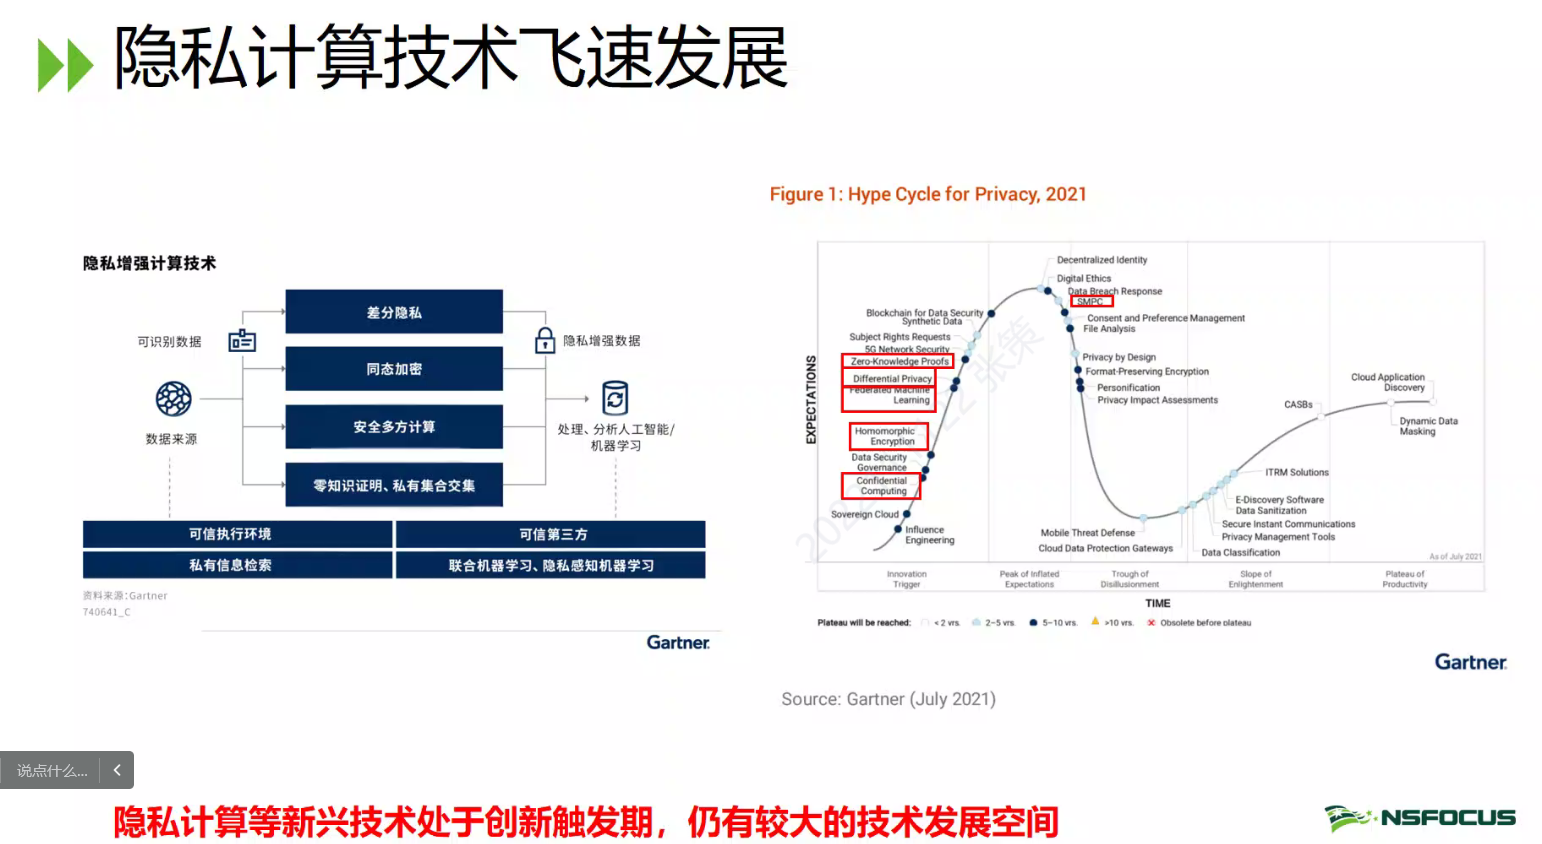 隐私计算技术飞速发展
隐私增强计算技术
可识别数据
数据来源
差分隐私
同态加密
安全多方计算
零知识证明、私有集合交集
隐私增强数据
处理、分析人工智能/
机器学习
可信执行环境
可信第三方
私有信息检索
联合机器学习、隐私感知机器学习
资料来源:Gartner
740641_C
Gartner
Figure 1: Hype Cycle for Privacy, 2021
EXPECTATIONS
Decentralized Identity
Digital Ethics
Data Breach Response
SMPC
Consent and Preference Management
File Analysis
Blockchain for Data Security
Synthetic Data
Subject Rights Requests
5G Network Security
Zero-Knowledge Proofs
Differential Privacy
Federated Machine
Learning
Homomorphic
Encryption
Data Security
Governance
Confidential
Computing
Sovereign Cloud
Influence
Engineering
Privacy by Design
Format-Preserving Encryption
Personification
Privacy Impact Assessments
Mobile Threat Defense
Cloud Data Protection Gateways
Data Classification
Privacy Management Tools
Secure Instant Communications
Data Sanitization
E-Discovery Software
ITRM Solutions
CASBs
Cloud Application
Discovery
Dynamic Data
Masking
As of July 2021
Innovation
Trigger
Peak of Inflated
Expectations
Trough of
Disillusionment
Slope of
Enlightenment
Plateau of
Productivity
TIME
Plateau will be reached: < 2 yrs. 2–5 yrs. 5–10 yrs. >10 yrs. Obsolete before plateau
Gartner
Source: Gartner (July 2021)
说点什么...
隐私计算等新兴技术处于创新触发期，仍有较大的技术发展空间
NSFOCUS